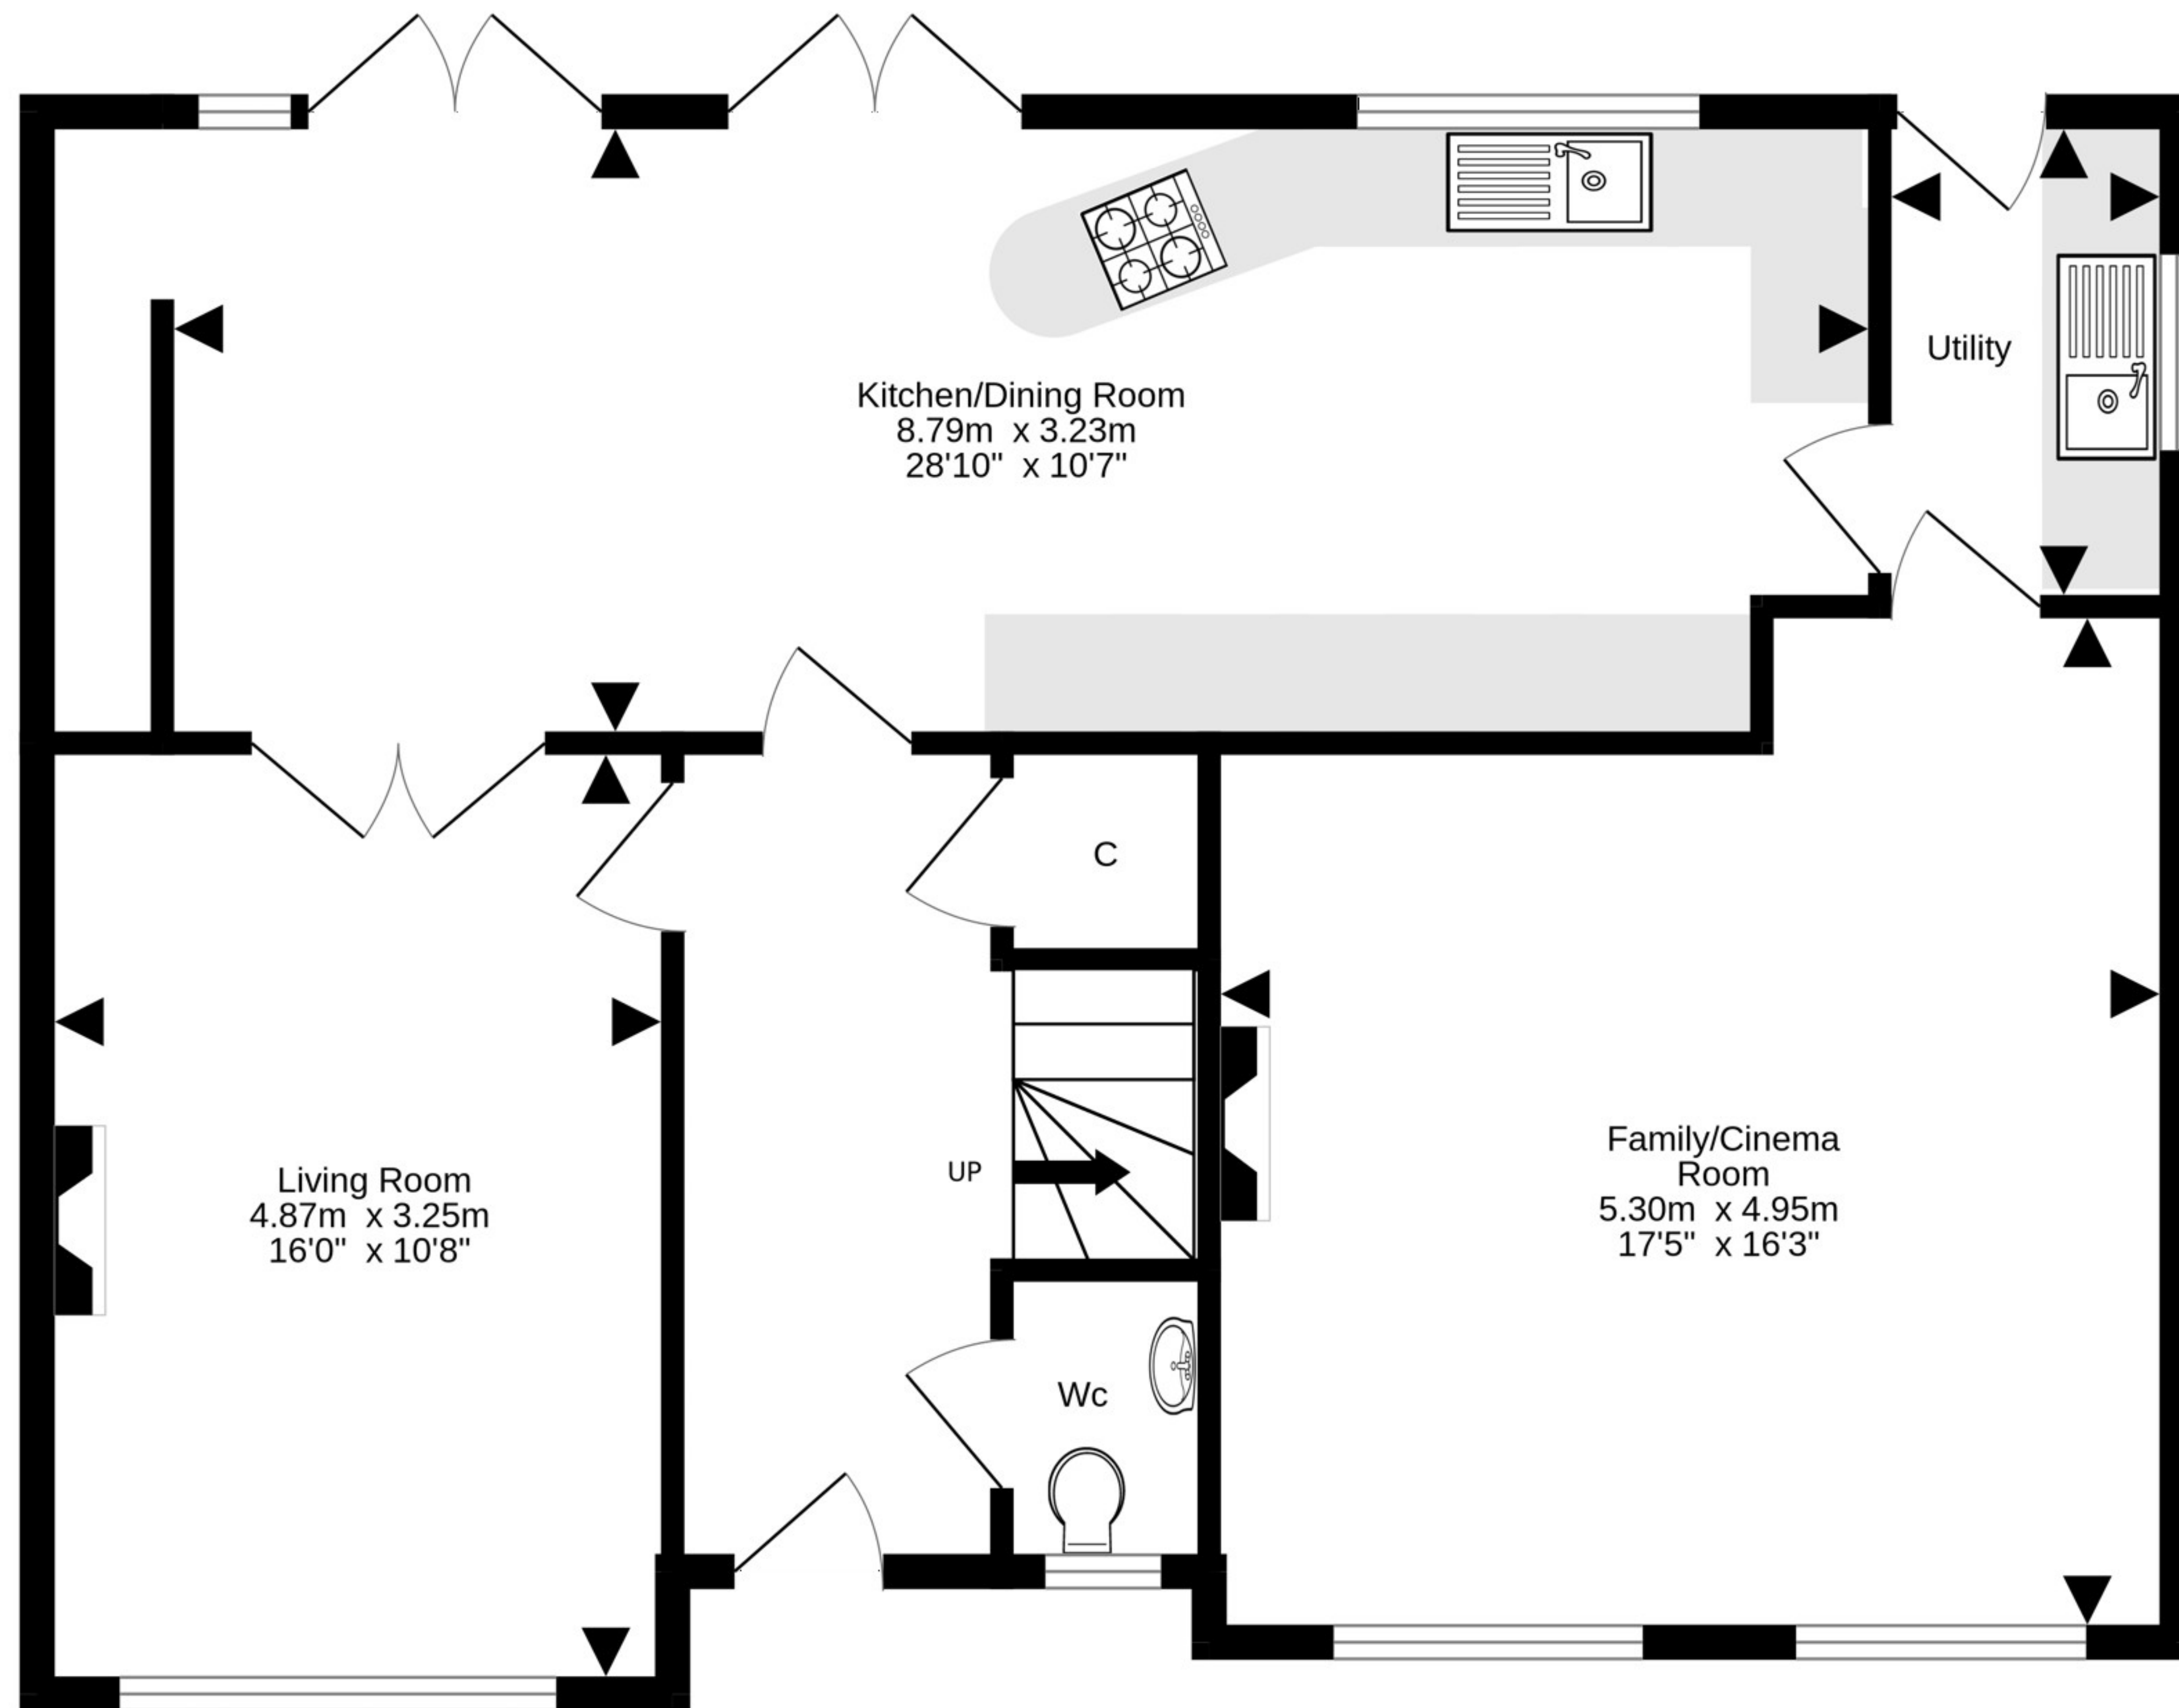 Utility
Kitchen/Dining Room
8.79m x 3.23m
28'10" x 10'7"
C
Living Room
4.87m x 3.25m
16'0" x 10'8"
UP
Family/Cinema
Room
5.30m x 4.95m
17'5" x 16'3"
Wc